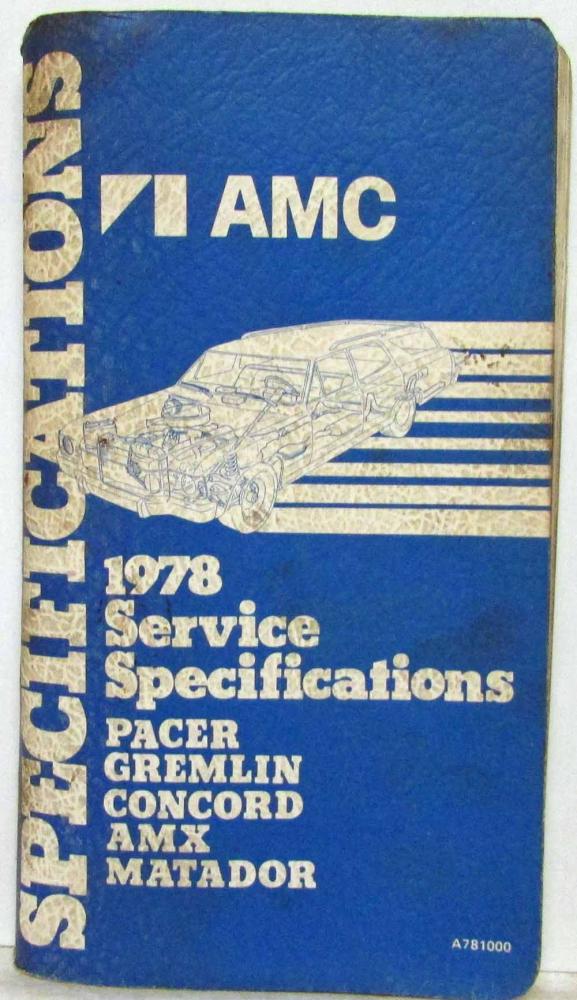 SPECIFICATIONS
AMC
1978
Service
Specifications
PACER
GREMLIN
CONCORD
AMX
MATADOR
A781000